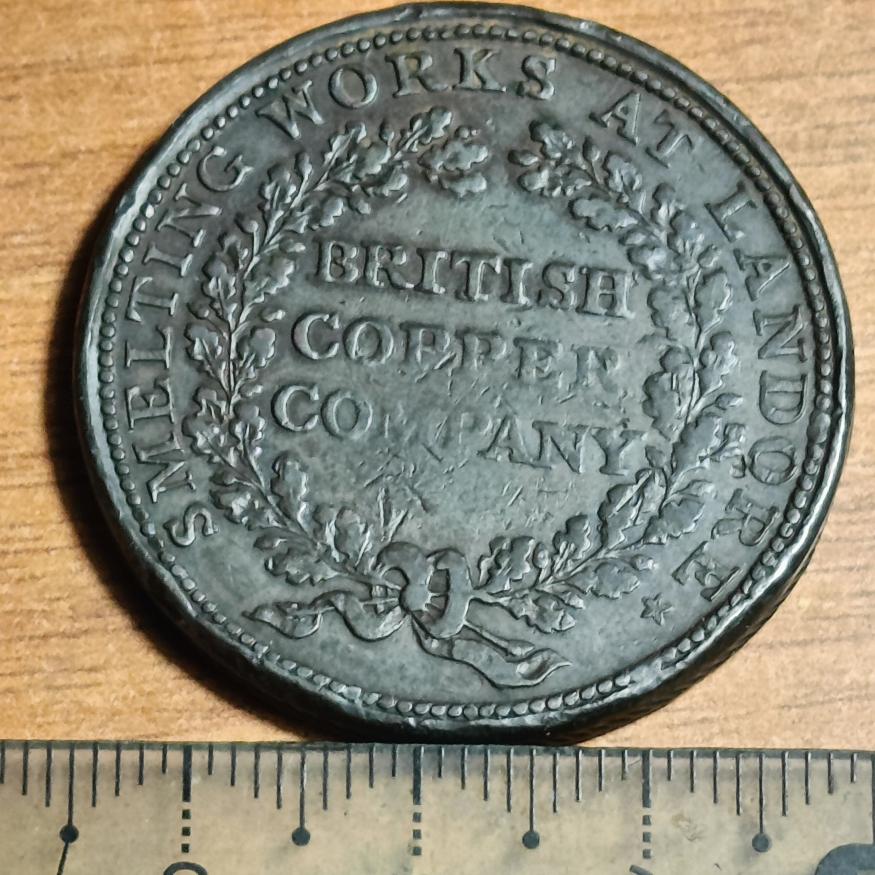 SMELTING WORKS AT LANDORE
BRITISH
COPPER
COMPANY